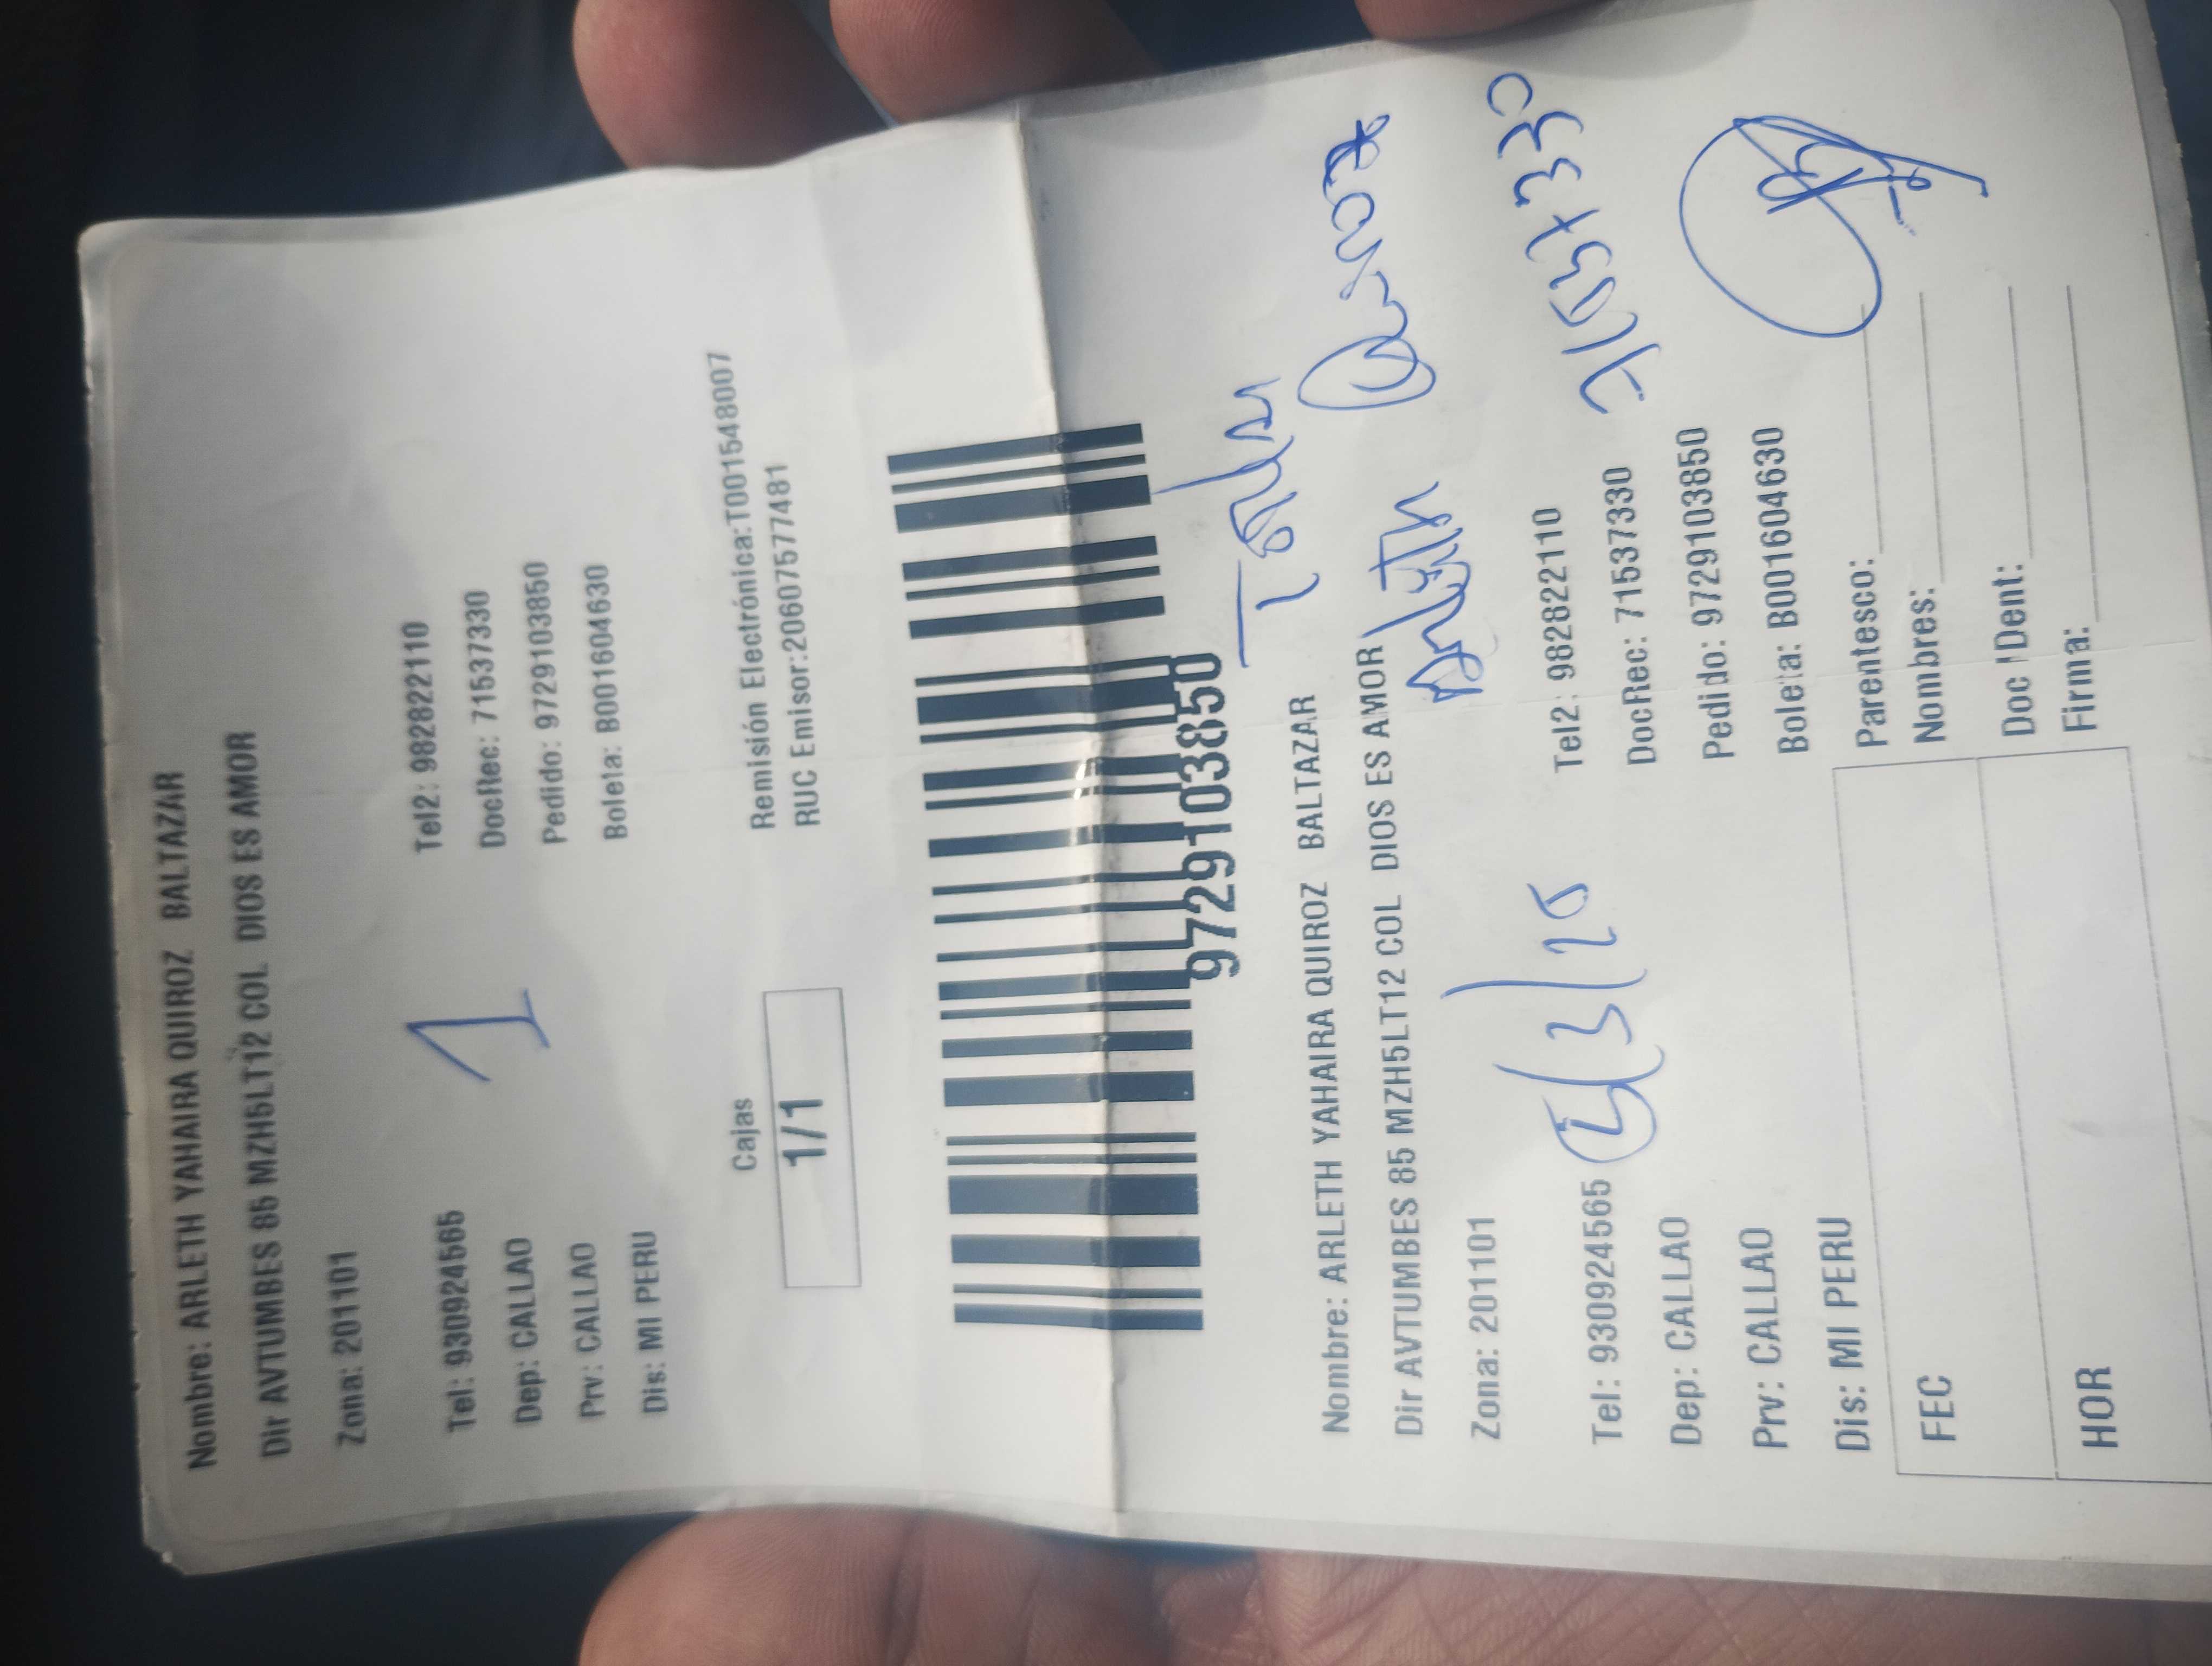 Nombre: ARLETH YAHAIRA QUIROZ BALTAZAR
Dir AVTUMBES 85 MZH5LT12 COL DIOS ES AMOR
Zona: 201101
1
Tel: 930924565 Tel2: 982822110
Dep: CALLAO DocRec: 71537330
Prv: CALLAO Pedido: 9729103850
Dis: MI PERU Boleta: B001604630
Cajas Remisión Electrónica:T001548007
1/1 RUC Emisor:20607577481
9729103850
Nombre: ARLETH YAHAIRA QUIROZ BALTAZAR
Dir AVTUMBES 85 MZH5LT12 COL DIOS ES AMOR
Arleth Quiroz
Zona: 201101
Tel: 930924565 Tel2: 982822110
71537330
Dep: CALLAO DocRec: 71537330
Prv: CALLAO Pedido: 9729103850
Dis: MI PERU Boleta: B001604630
FEC Parentesco:
Nombres:
HOR Doc IDent:
Firma: